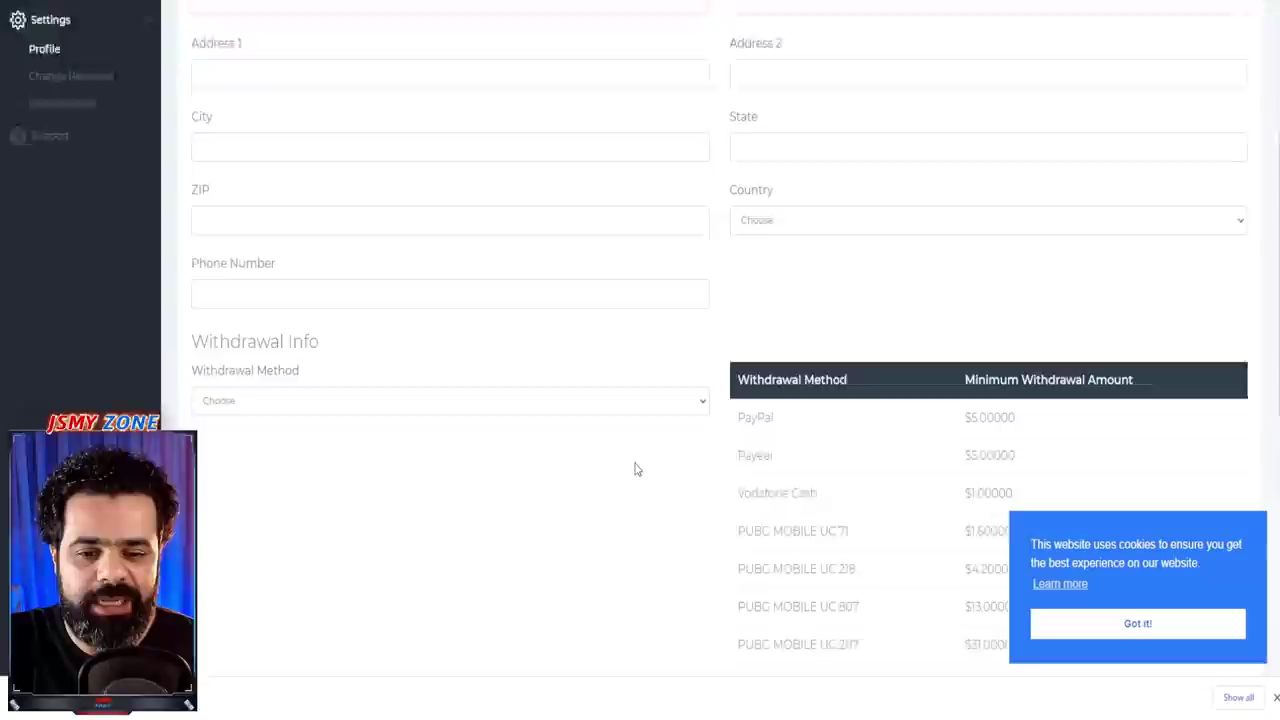 Settings
Profile
Address 1
Address 2
City
State
ZIP
Country
Choose
Phone Number
Withdrawal Info
Withdrawal Method
Choose
Withdrawal Method Minimum Withdrawal Amount
PayPal $5.00000
Payeer $5.00000
Vodafone Cash $1.00000
PUBG MOBILE UC 71
PUBG MOBILE UC 218
PUBG MOBILE UC 807
PUBG MOBILE UC
This website uses cookies to ensure you get
the best experience on our website.
Learn more
Got it!
JSMY ZONE
Show all